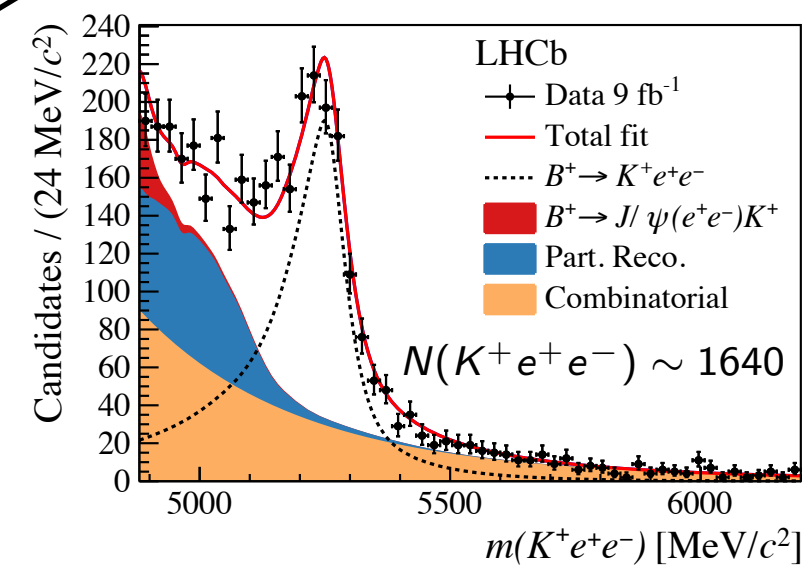 LHCb
Data 9 fb⁻¹
Total fit
B⁺→ K⁺e⁺e⁻
B⁺→ J/ψ(e⁺e⁻)K⁺
Part. Reco.
Combinatorial
N(K⁺e⁺e⁻) ∼ 1640
Candidates / (24 MeV/c²)
240
220
200
180
160
140
120
100
80
60
40
20
0
5000 5500 6000
m(K⁺e⁺e⁻) [MeV/c²]